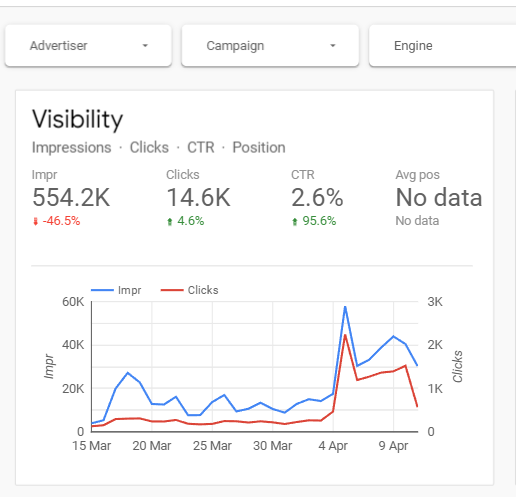 Advertiser Campaign Engine
Visibility
Impressions · Clicks · CTR · Position
Impr Clicks CTR Avg pos
554.2K 14.6K 2.6% No data
-46.5% 4.6% 95.6% No data
Impr Clicks
60K 3K
40K 2K
20K 1K
0 0
Impr
Clicks
15 Mar 20 Mar 25 Mar 30 Mar 4 Apr 9 Apr